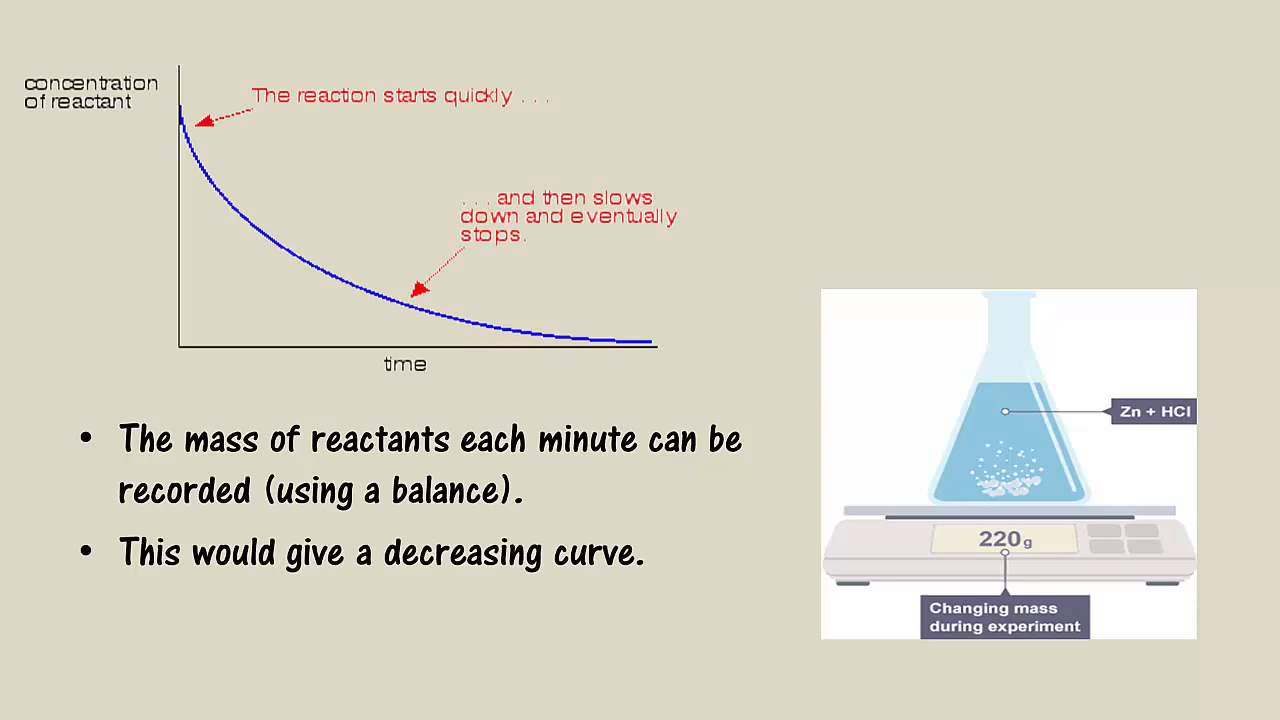 concentration
of reactant
The reaction starts quickly . . .
. . . and then slows
down and eventually
stops.
time
• The mass of reactants each minute can be
recorded (using a balance).
• This would give a decreasing curve.
Zn + HCl
220g
Changing mass
during experiment